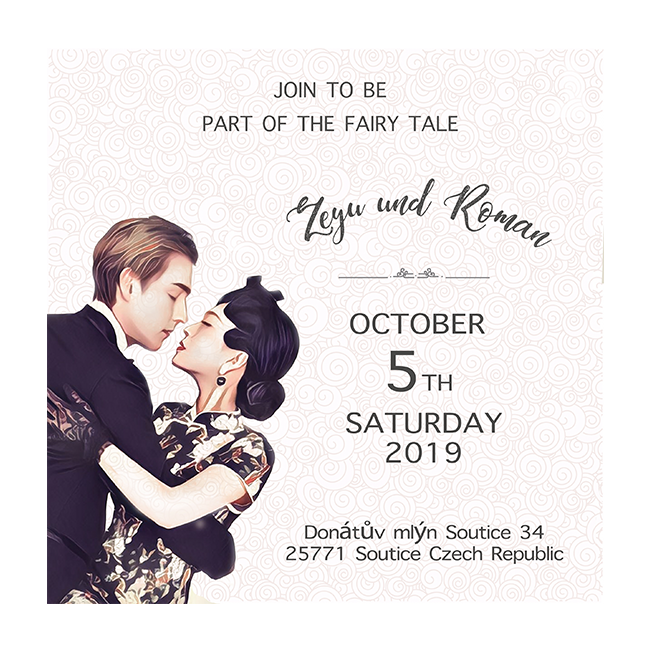 JOIN TO BE
PART OF THE FAIRY TALE
Zeyu und Roman
OCTOBER
5TH
SATURDAY
2019
Donátův mlýn Soutice 34
25771 Soutice Czech Republic